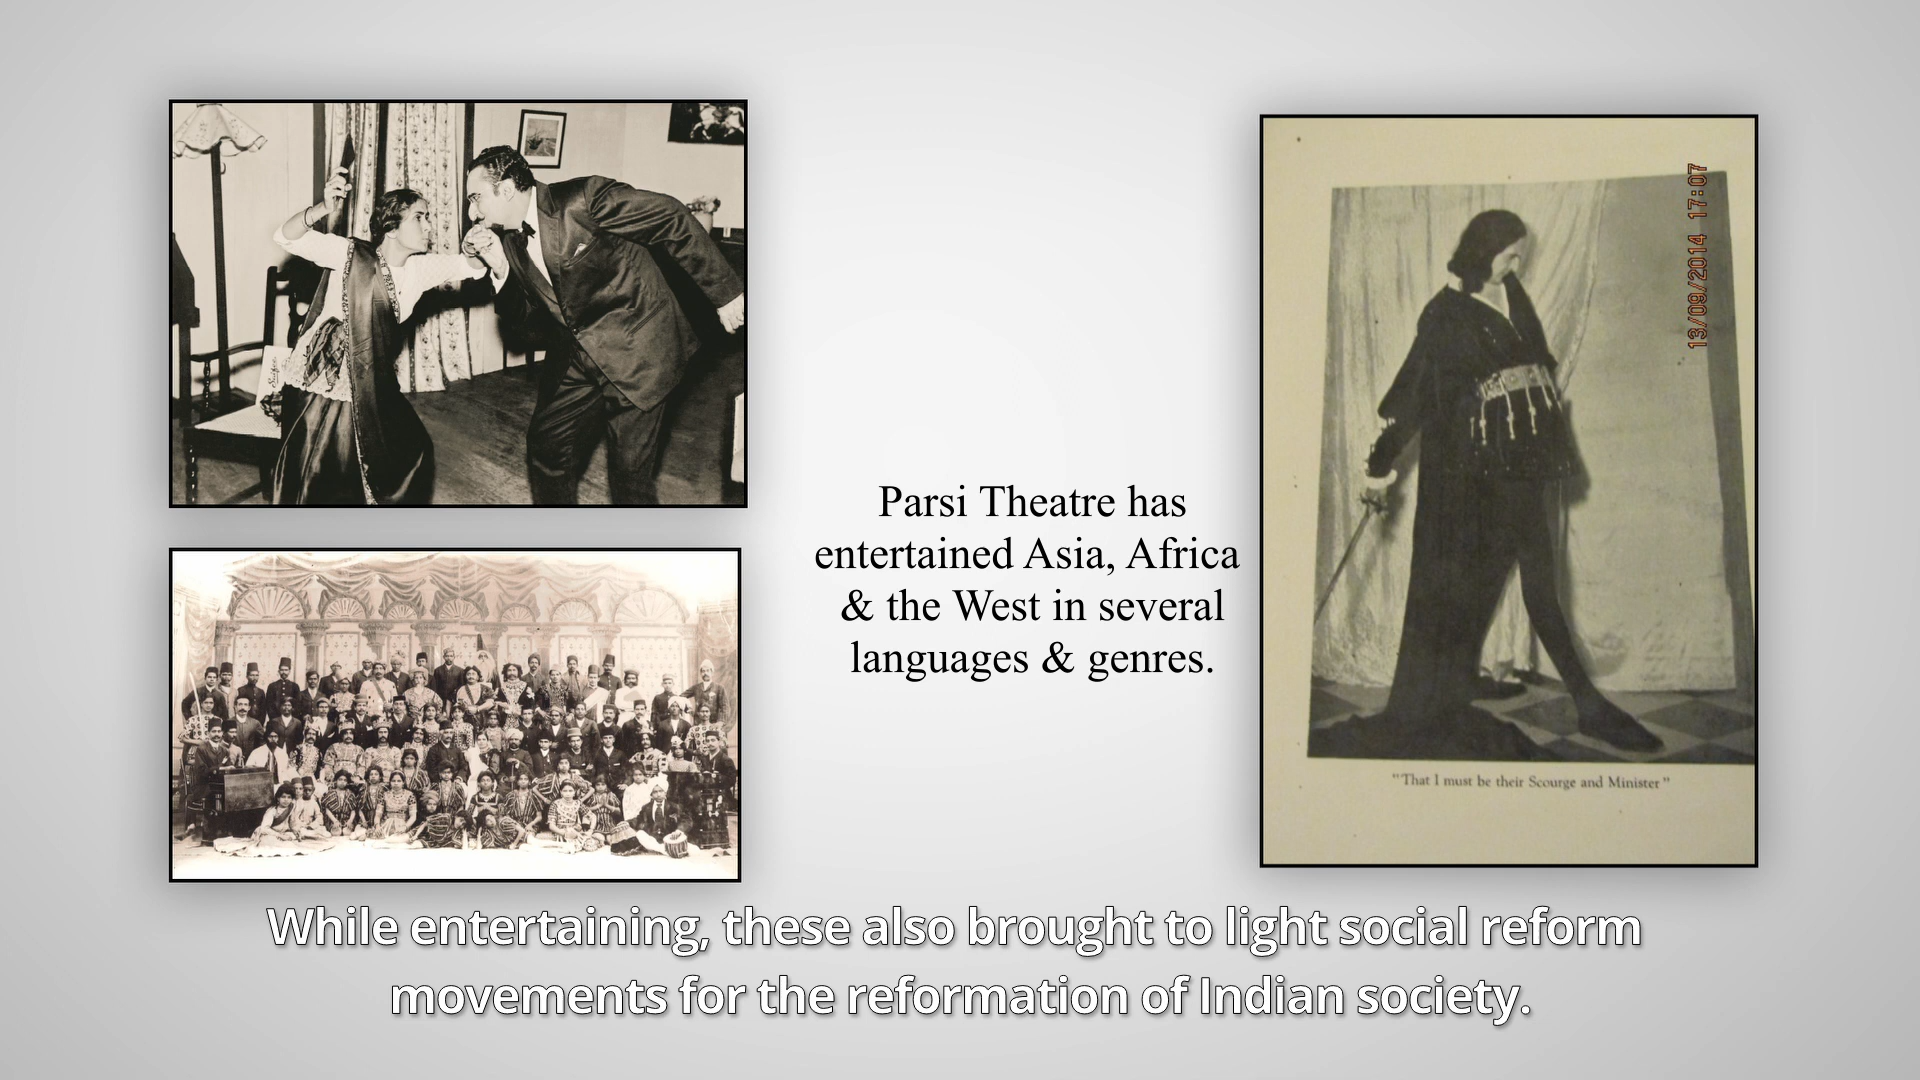 Parsi Theatre has
entertained Asia, Africa
& the West in several
languages & genres.
13/09/2014 17:07
"That I must be their Scourge and Minister"
While entertaining, these also brought to light social reform
movements for the reformation of Indian society.